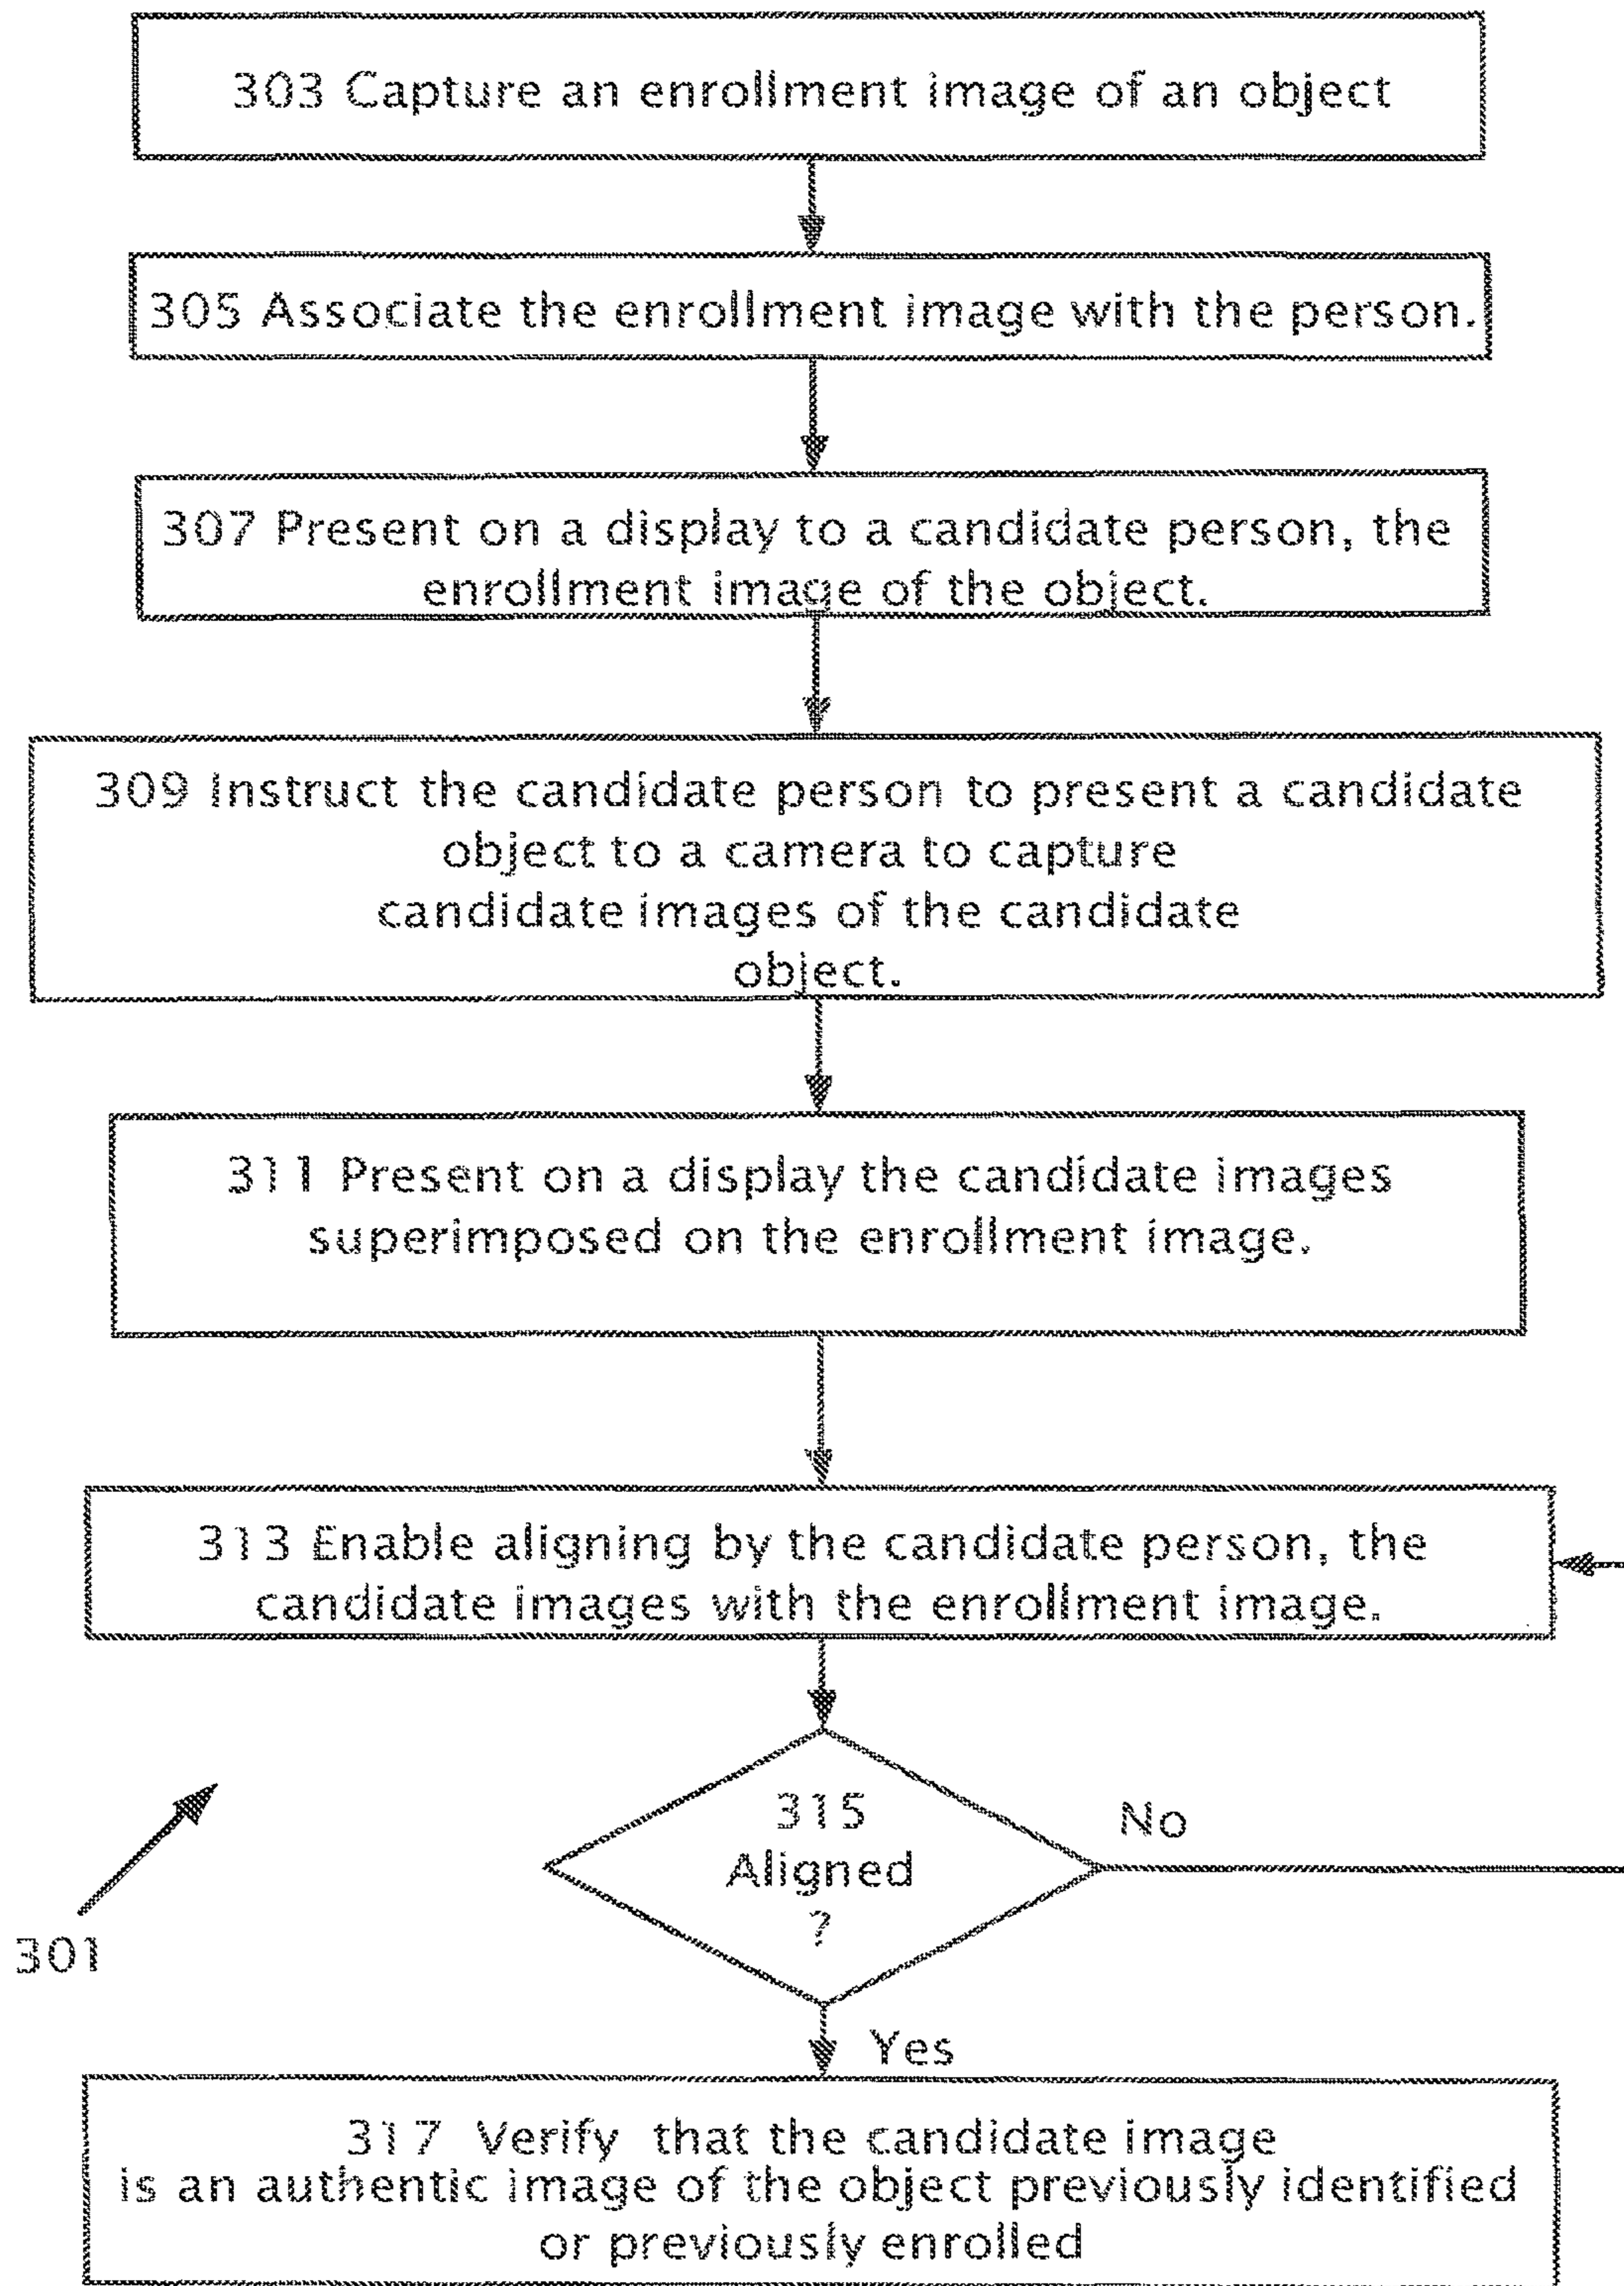 303 Capture an enrollment image of an object
305 Associate the enrollment image with the person.
307 Present on a display to a candidate person, the
enrollment image of the object.
309 Instruct the candidate person to present a candidate
object to a camera to capture
candidate images of the candidate
object.
311 Present on a display the candidate images
superimposed on the enrollment image.
313 Enable aligning by the candidate person, the
candidate images with the enrollment image.
315
Aligned
?
No
301
Yes
317 Verify that the candidate image
is an authentic image of the object previously identified
or previously enrolled